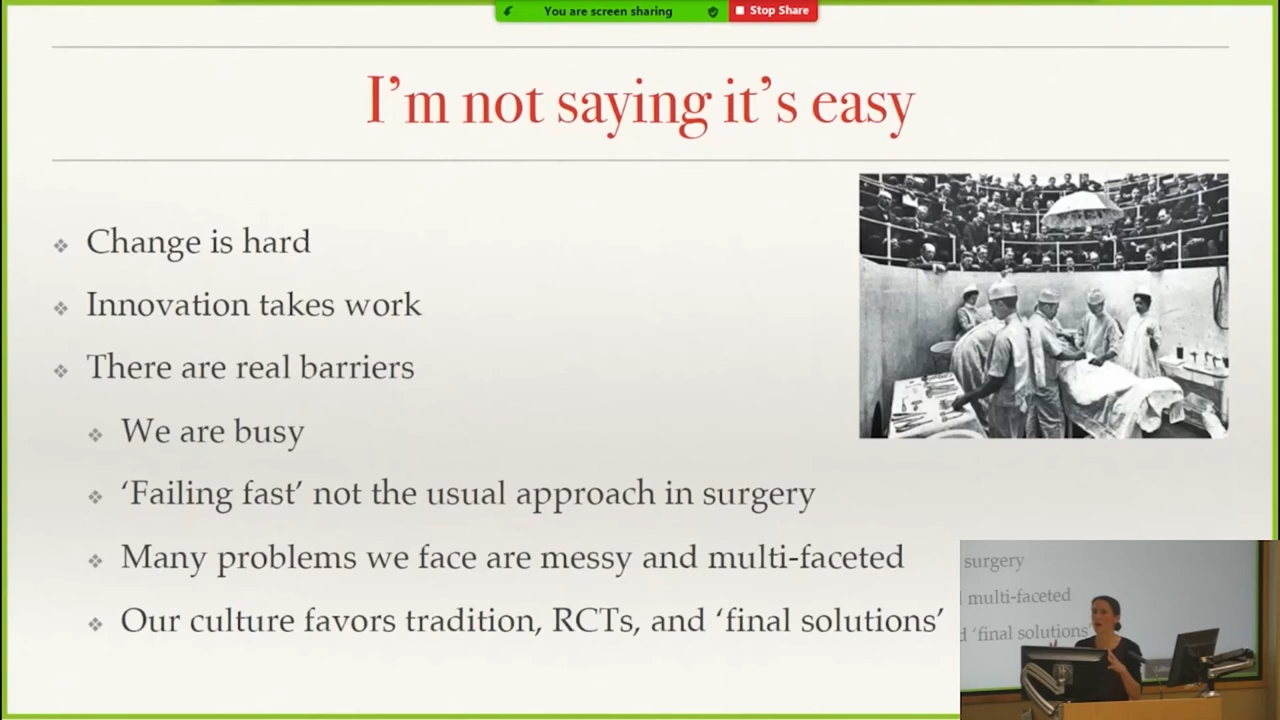 You are screen sharing
Stop Share
I'm not saying it's easy
Change is hard
Innovation takes work
There are real barriers
We are busy
'Failing fast' not the usual approach in surgery
Many problems we face are messy and multi-faceted
Our culture favors tradition, RCTs, and 'final solutions'
surgery
multi-faceted
'final solutions'